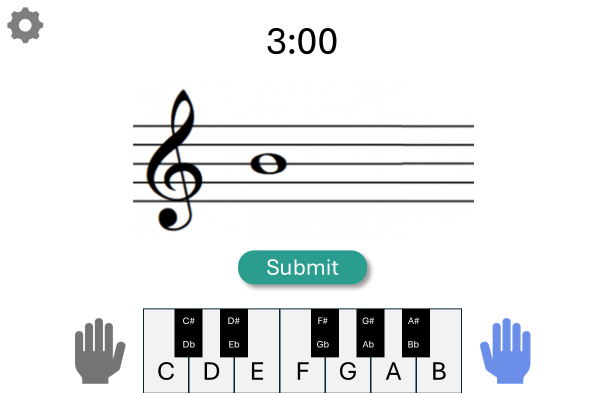 3:00
Submit
C# D# F# G# A#
Db Eb Gb Ab Bb
C D E F G A B